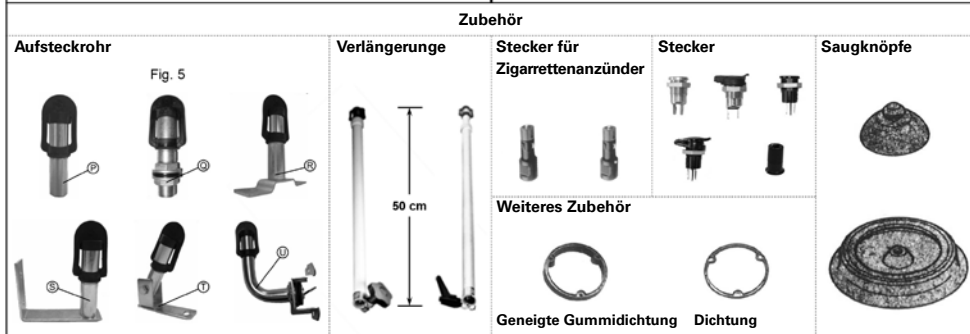 Zubehör
Aufsteckrohr
Fig. 5
P
Q
R
S
T
U
Verlängerunge
50 cm
Stecker für
Zigarrettenanzünder
Stecker
Weiteres Zubehör
Geneigte Gummidichtung
Dichtung
Saugknöpfe